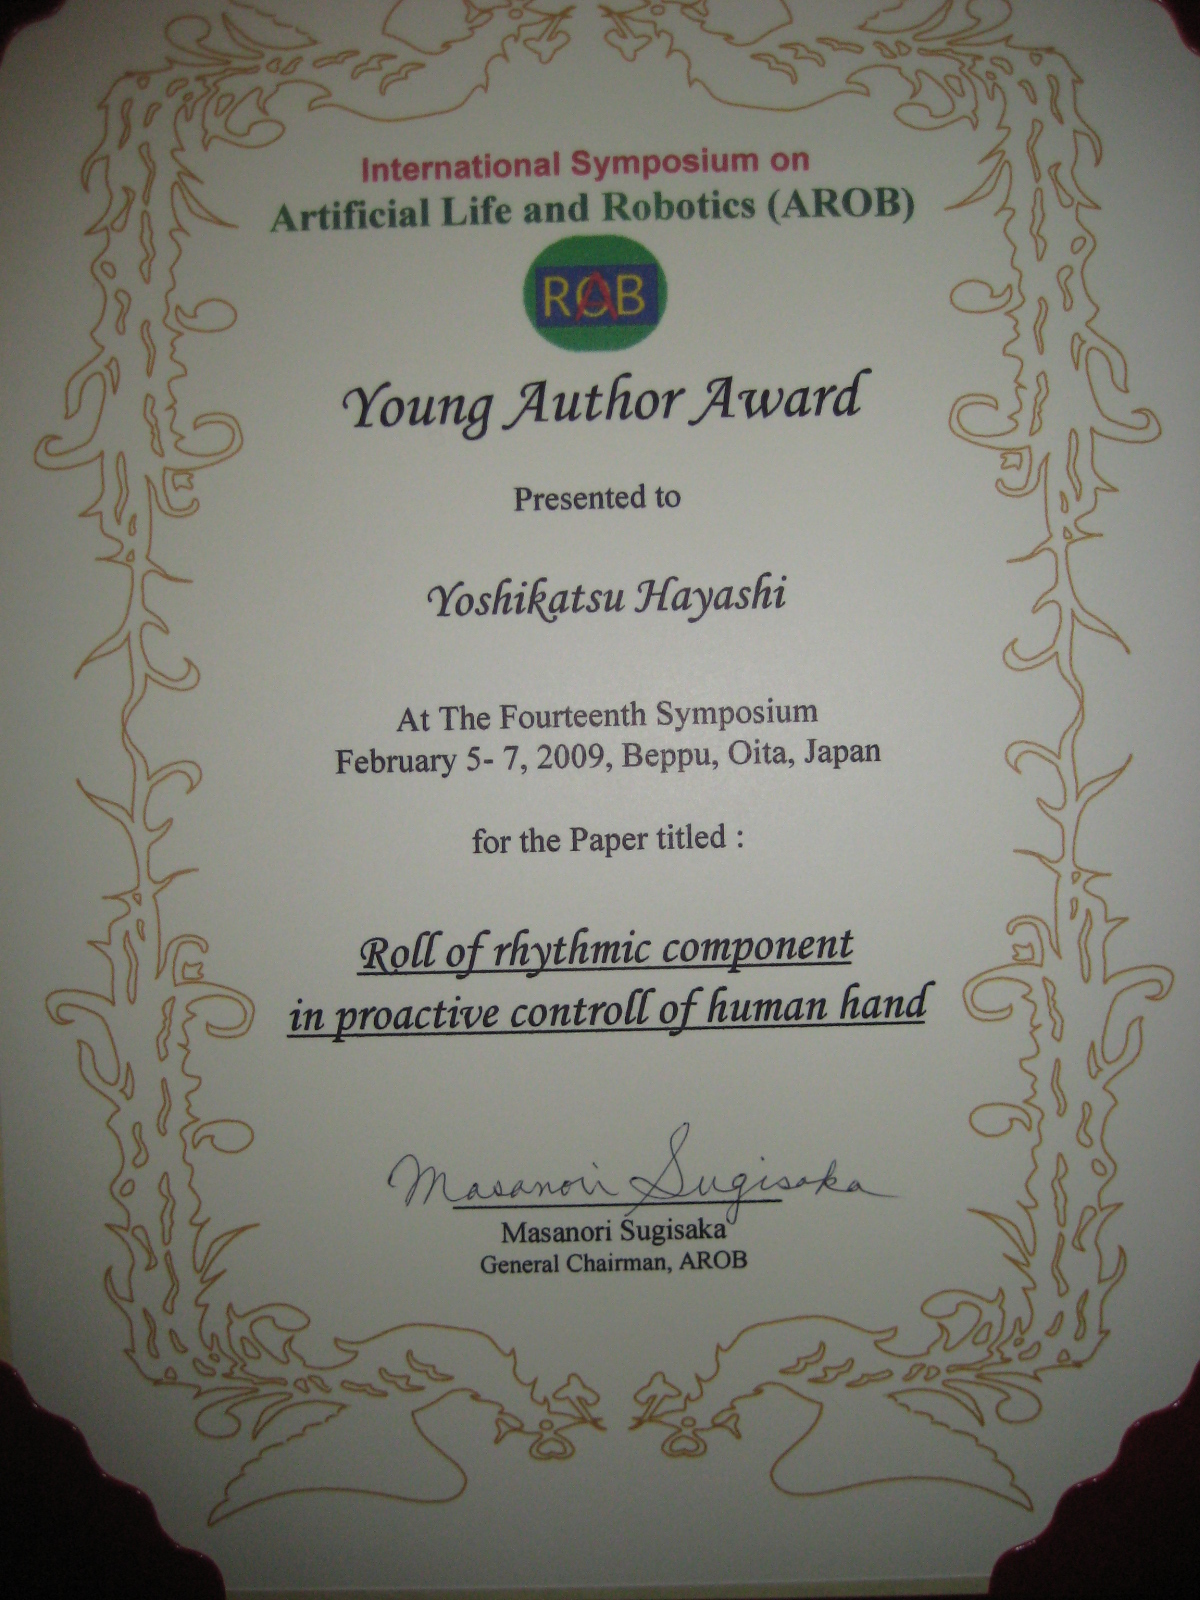 International Symposium on
Artificial Life and Robotics (AROB)
ROAB
Young Author Award
Presented to
Yoshikatsu Hayashi
At The Fourteenth Symposium
February 5- 7, 2009, Beppu, Oita, Japan
for the Paper titled :
Roll of rhythmic component
in proactive controll of human hand
Masanori Sugisaka
Masanori Sugisaka
General Chairman, AROB